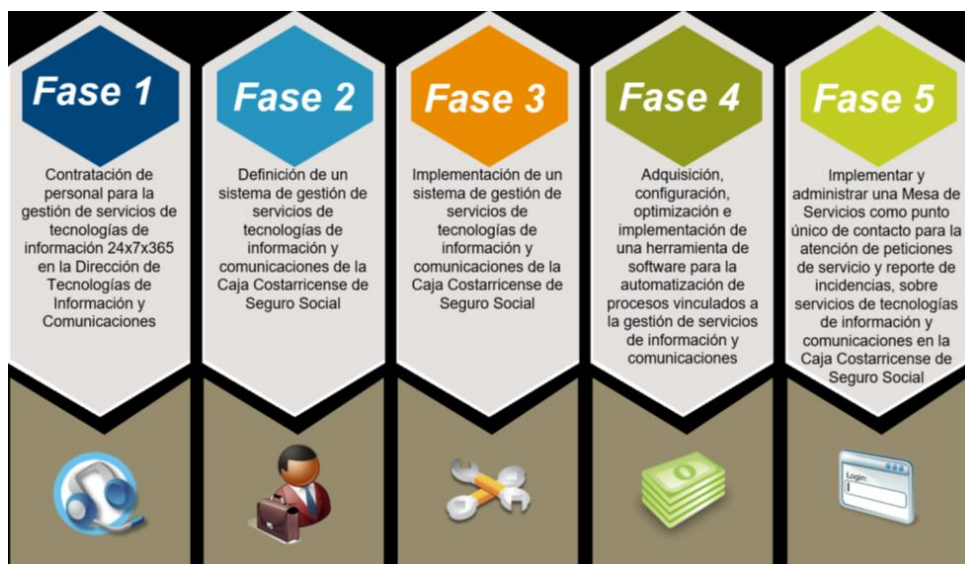 Fase 1
Contratación de
personal para la
gestión de servicios de
tecnologías de
información 24x7x365
en la Dirección de
Tecnologías de
Información y
Comunicaciones
Fase 2
Definición de un
sistema de gestión de
servicios de
tecnologías de
información y
comunicaciones de la
Caja Costarricense de
Seguro Social
Fase 3
Implementación de un
sistema de gestión de
servicios de
tecnologías de
información y
comunicaciones de la
Caja Costarricense de
Seguro Social
Fase 4
Adquisición,
configuración,
optimización e
implementación de
una herramienta de
software para la
automatización de
procesos vinculados a
la gestión de servicios
de información y
comunicaciones
Fase 5
Implementar y
administrar una Mesa de
Servicios como punto
único de contacto para la
atención de peticiones
de servicio y reporte de
incidencias, sobre
servicios de tecnologías
de información y
comunicaciones en la
Caja Costarricense de
Seguro Social
Login: